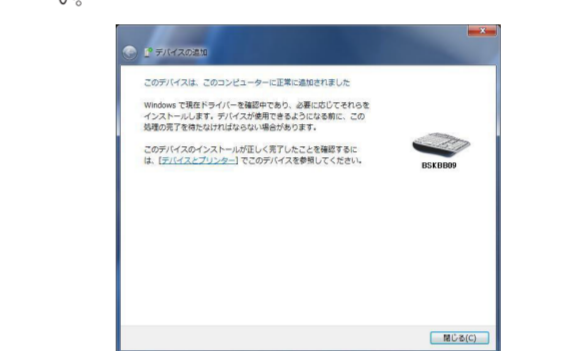 す。
デバイスの追加
このデバイスは、このコンピューターに正常に追加されました
Windows で現在ドライバーを確認中であり、必要に応じてそれらを
インストールします。デバイスが使用できるようになる前に、この
処理の完了を待たなければならない場合があります。
このデバイスのインストールが正しく完了したことを確認するに
は、[デバイスとプリンター] でこのデバイスを参照してください。
BSKBB09
閉じる(C)